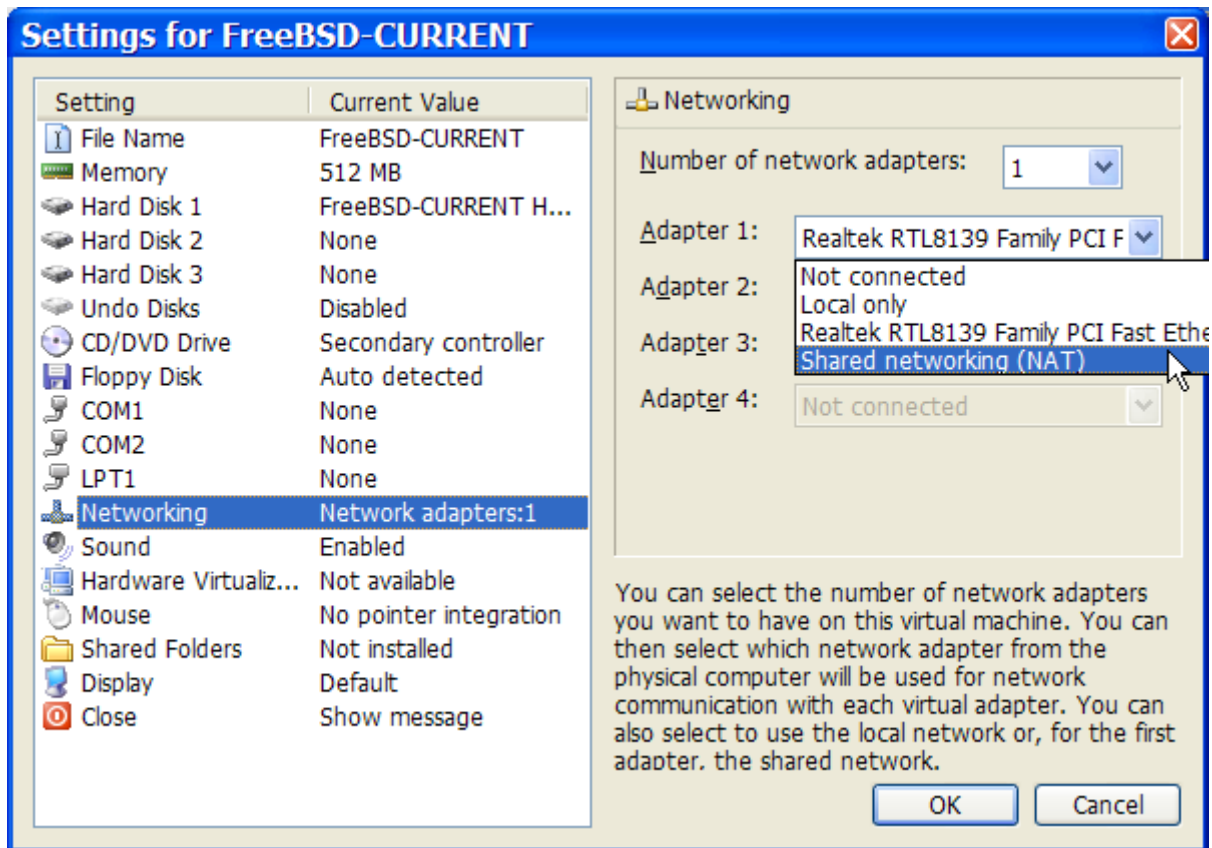 Settings for FreeBSD-CURRENT
Setting Current Value
File Name FreeBSD-CURRENT
Memory 512 MB
Hard Disk 1 FreeBSD-CURRENT H...
Hard Disk 2 None
Hard Disk 3 None
Undo Disks Disabled
CD/DVD Drive Secondary controller
Floppy Disk Auto detected
COM1 None
COM2 None
LPT1 None
Networking Network adapters:1
Sound Enabled
Hardware Virtualiz... Not available
Mouse No pointer integration
Shared Folders Not installed
Display Default
Close Show message
Networking
Number of network adapters: 1
Adapter 1: Realtek RTL8139 Family PCI F
Not connected
Adapter 2:
Local only
Realtek RTL8139 Family PCI Fast Ethe
Adapter 3:
Shared networking (NAT)
Adapter 4: Not connected
You can select the number of network adapters
you want to have on this virtual machine. You can
then select which network adapter from the
physical computer will be used for network
communication with each virtual adapter. You can
also select to use the local network or, for the first
adapter, the shared network.
OK Cancel